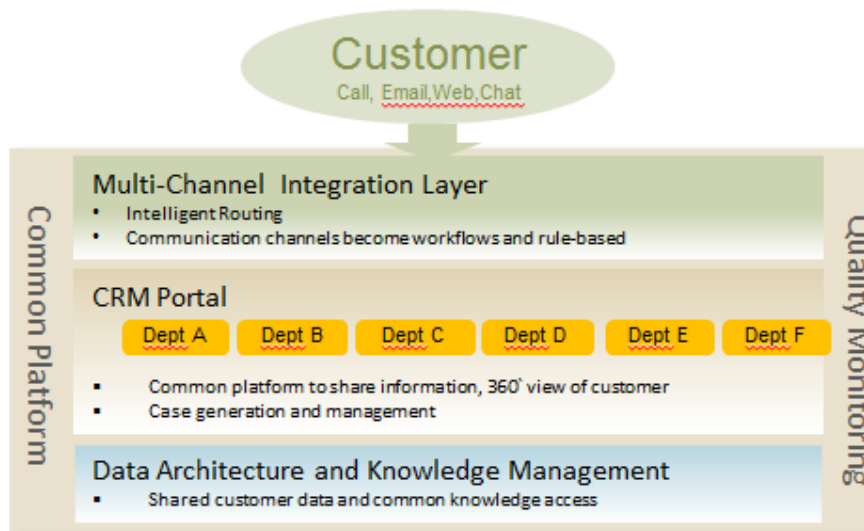 Customer
Call, Email,Web,Chat
Common Platform
Multi-Channel Integration Layer
• Intelligent Routing
• Communication channels become workflows and rule-based
CRM Portal
Dept A Dept B Dept C Dept D Dept E Dept F
▪ Common platform to share information, 360` view of customer
▪ Case generation and management
Data Architecture and Knowledge Management
▪ Shared customer data and common knowledge access
Quality Monitoring